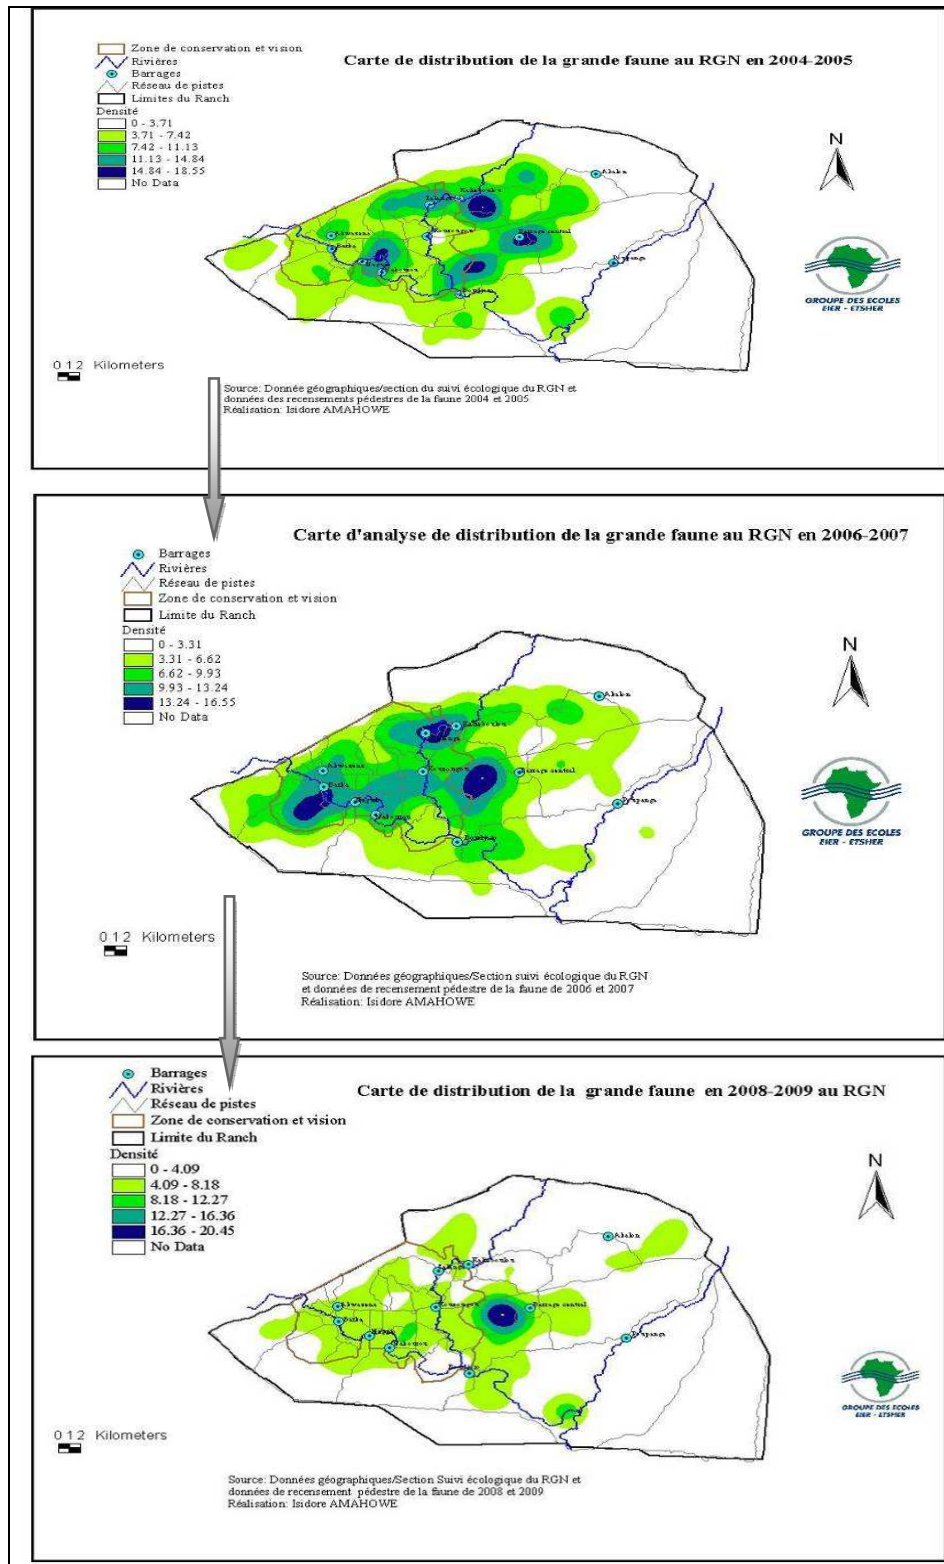 Zone de conservation et vision
Rivières
Barrages
Réseau de pistes
Limites du Ranch
Densité
0 - 3.71
3.71 - 7.42
7.42 - 11.13
11.13 - 14.84
14.84 - 18.55
No Data
Carte de distribution de la grande faune au RGN en 2004-2005
N
Barrage central
GROUPE DES ECOLES
EIER - ETSHER
0 1 2 Kilometers
Source: Donnée géographiques/section du suivi écologique du RGN et
données des recensements pédestres de la faune 2004 et 2005
Réalisation: Isidore AMAHOWE
Carte d'analyse de distribution de la grande faune au RGN en 2006-2007
Barrages
Rivières
Réseau de pistes
Zone de conservation et vision
Limite du Ranch
Densité
0 - 3.31
3.31 - 6.62
6.62 - 9.93
9.93 - 13.24
13.24 - 16.55
No Data
N
Barrage central
GROUPE DES ECOLES
EIER - ETSHER
0 1 2 Kilometers
Source: Données géographiques/Section suivi écologique du RGN
et données de recensement pédestre de la faune de 2006 et 2007
Réalisation: Isidore AMAHOWE
Carte de distribution de la grande faune en 2008-2009 au RGN
Barrages
Rivières
Réseau de pistes
Zone de conservation et vision
Limite du Ranch
Densité
0 - 4.09
4.09 - 8.18
8.18 - 12.27
12.27 - 16.36
16.36 - 20.45
No Data
N
Barrage central
GROUPE DES ECOLES
EIER - ETSHER
0 1 2 Kilometers
Source: Données géographiques/Section Suivi écologique du RGN et
données de recensement pédestre de la faune de 2008 et 2009
Réalisation: Isidore AMAHOWE